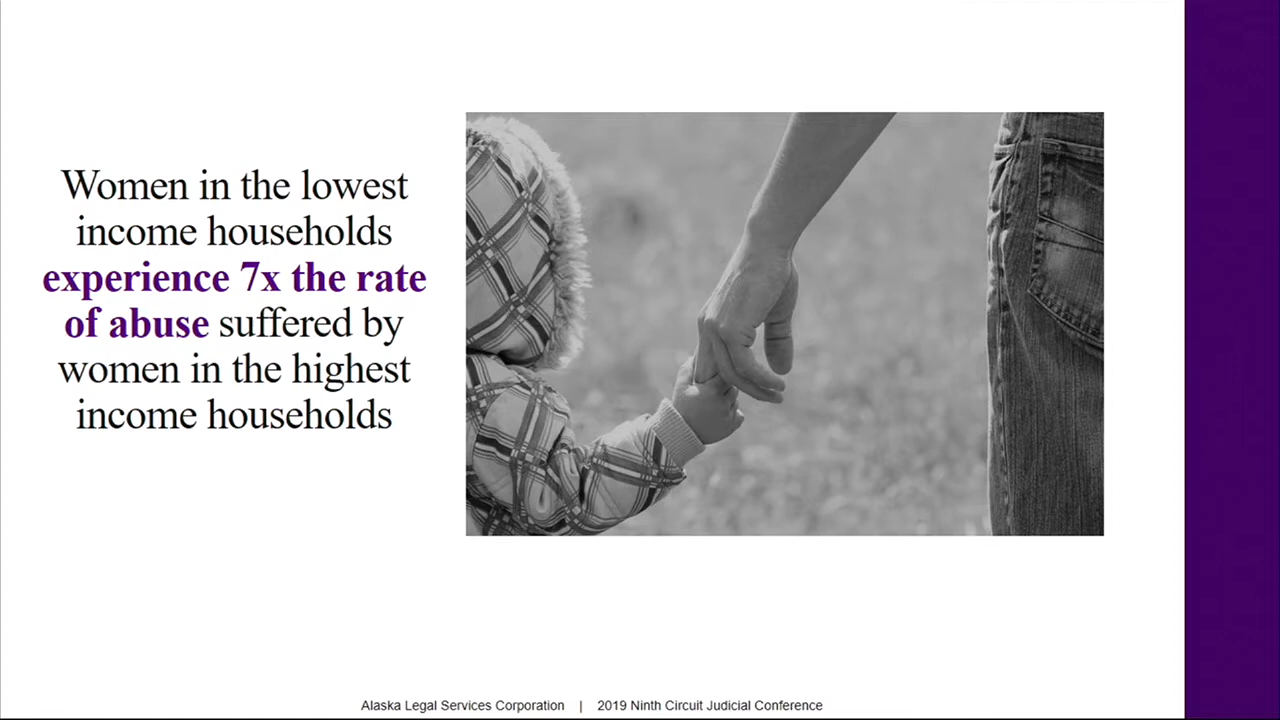 Women in the lowest
income households
experience 7x the rate
of abuse suffered by
women in the highest
income households
Alaska Legal Services Corporation | 2019 Ninth Circuit Judicial Conference